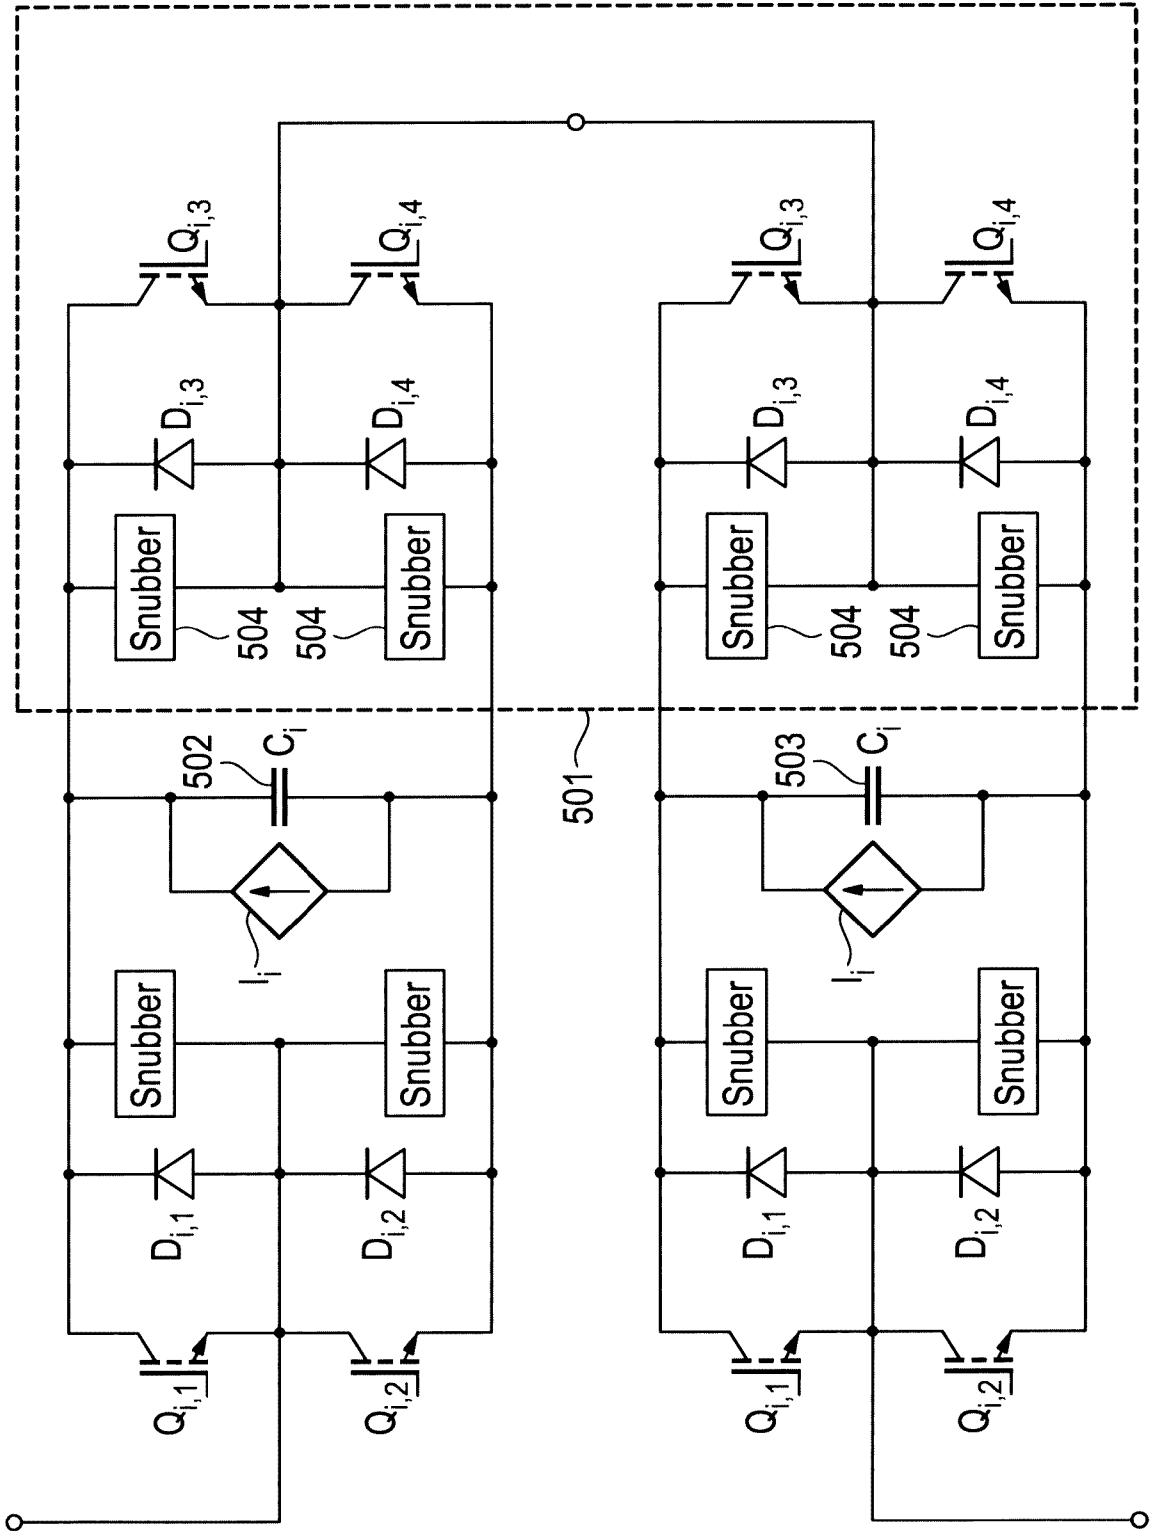 Q_{i,3}
Q_{i,4}
D_{i,3}
D_{i,4}
Snubber
504
504
Snubber
502
C_i
I_i
Snubber
Snubber
D_{i,1}
D_{i,2}
Q_{i,1}
Q_{i,2}
501
Q_{i,3}
Q_{i,4}
D_{i,3}
D_{i,4}
Snubber
504
504
Snubber
503
C_i
I_i
Snubber
Snubber
D_{i,1}
D_{i,2}
Q_{i,1}
Q_{i,2}